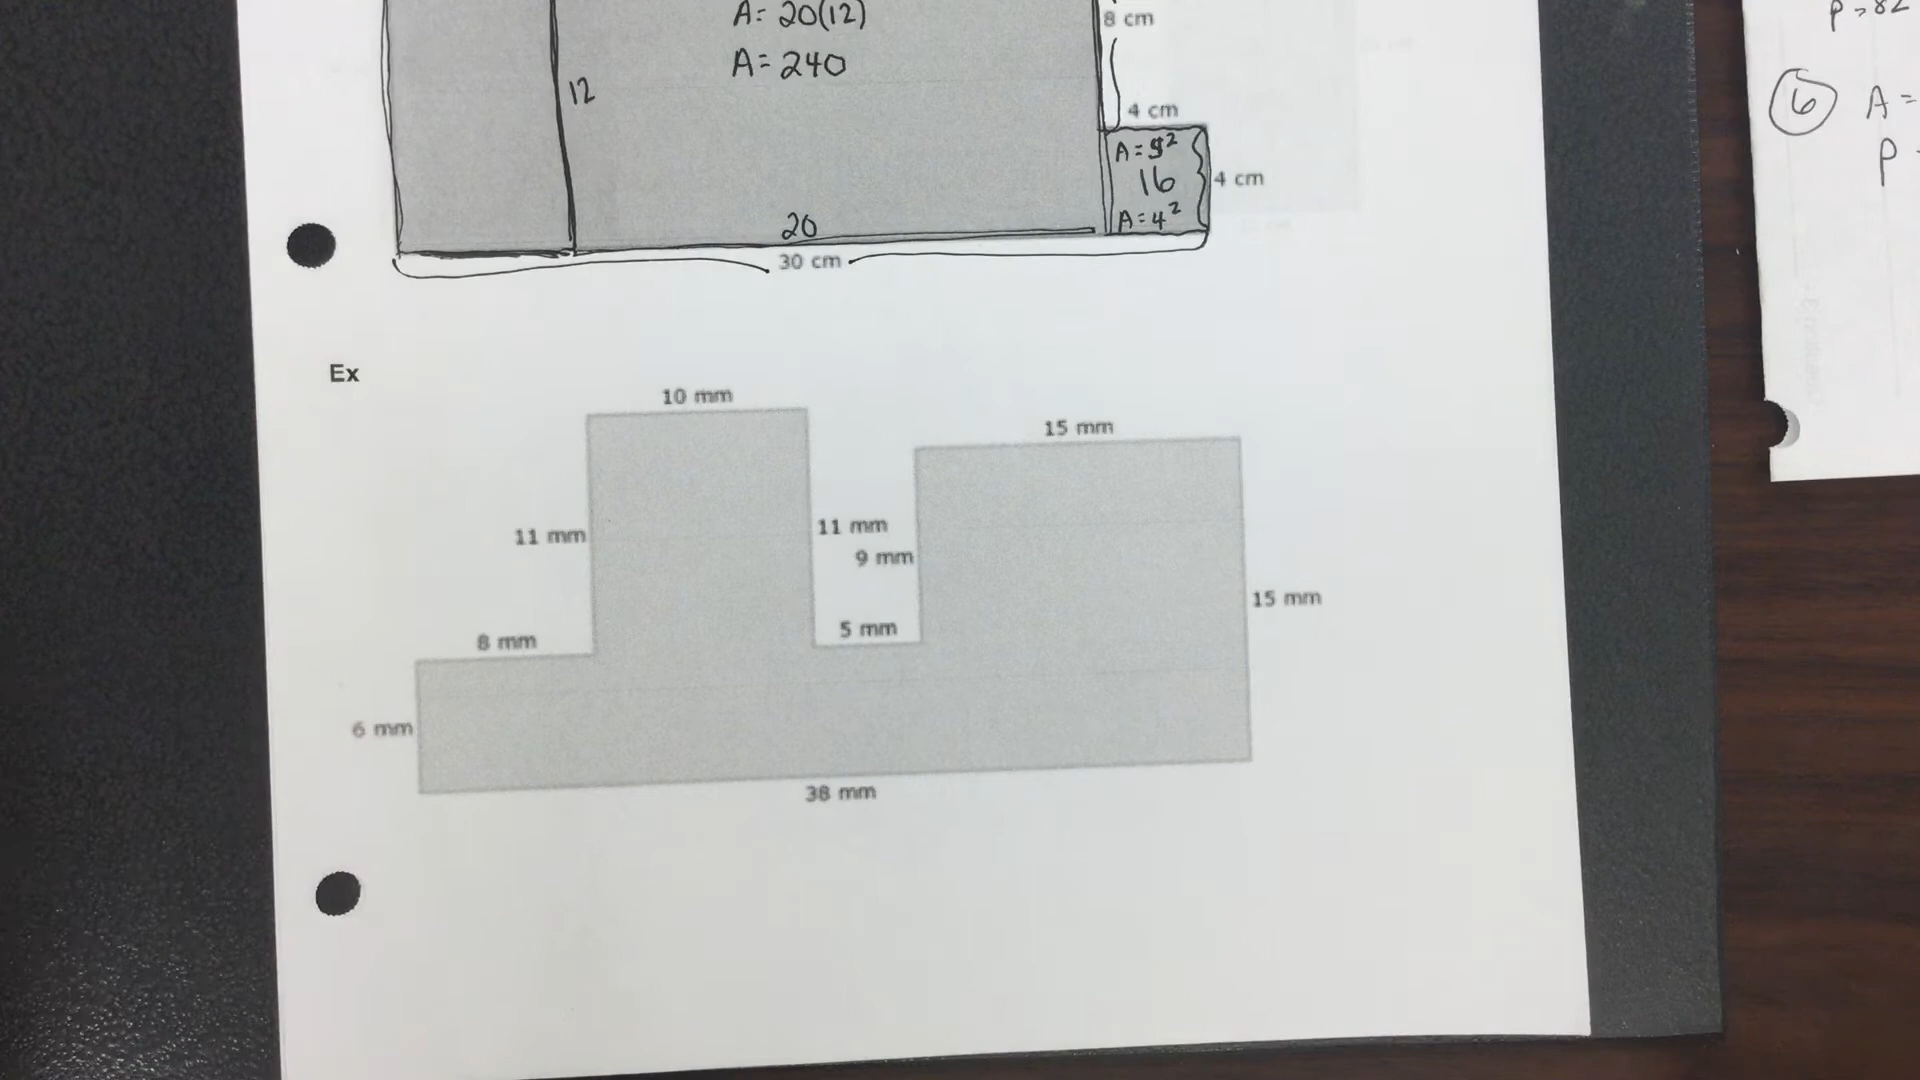 A= 20(12)
A= 240
8 cm
12
4 cm
A=s²
16
A=4²
4 cm
20
30 cm
P=82
6
A=
P
Ex
10 mm
15 mm
11 mm
11 mm
9 mm
15 mm
8 mm
5 mm
6 mm
38 mm